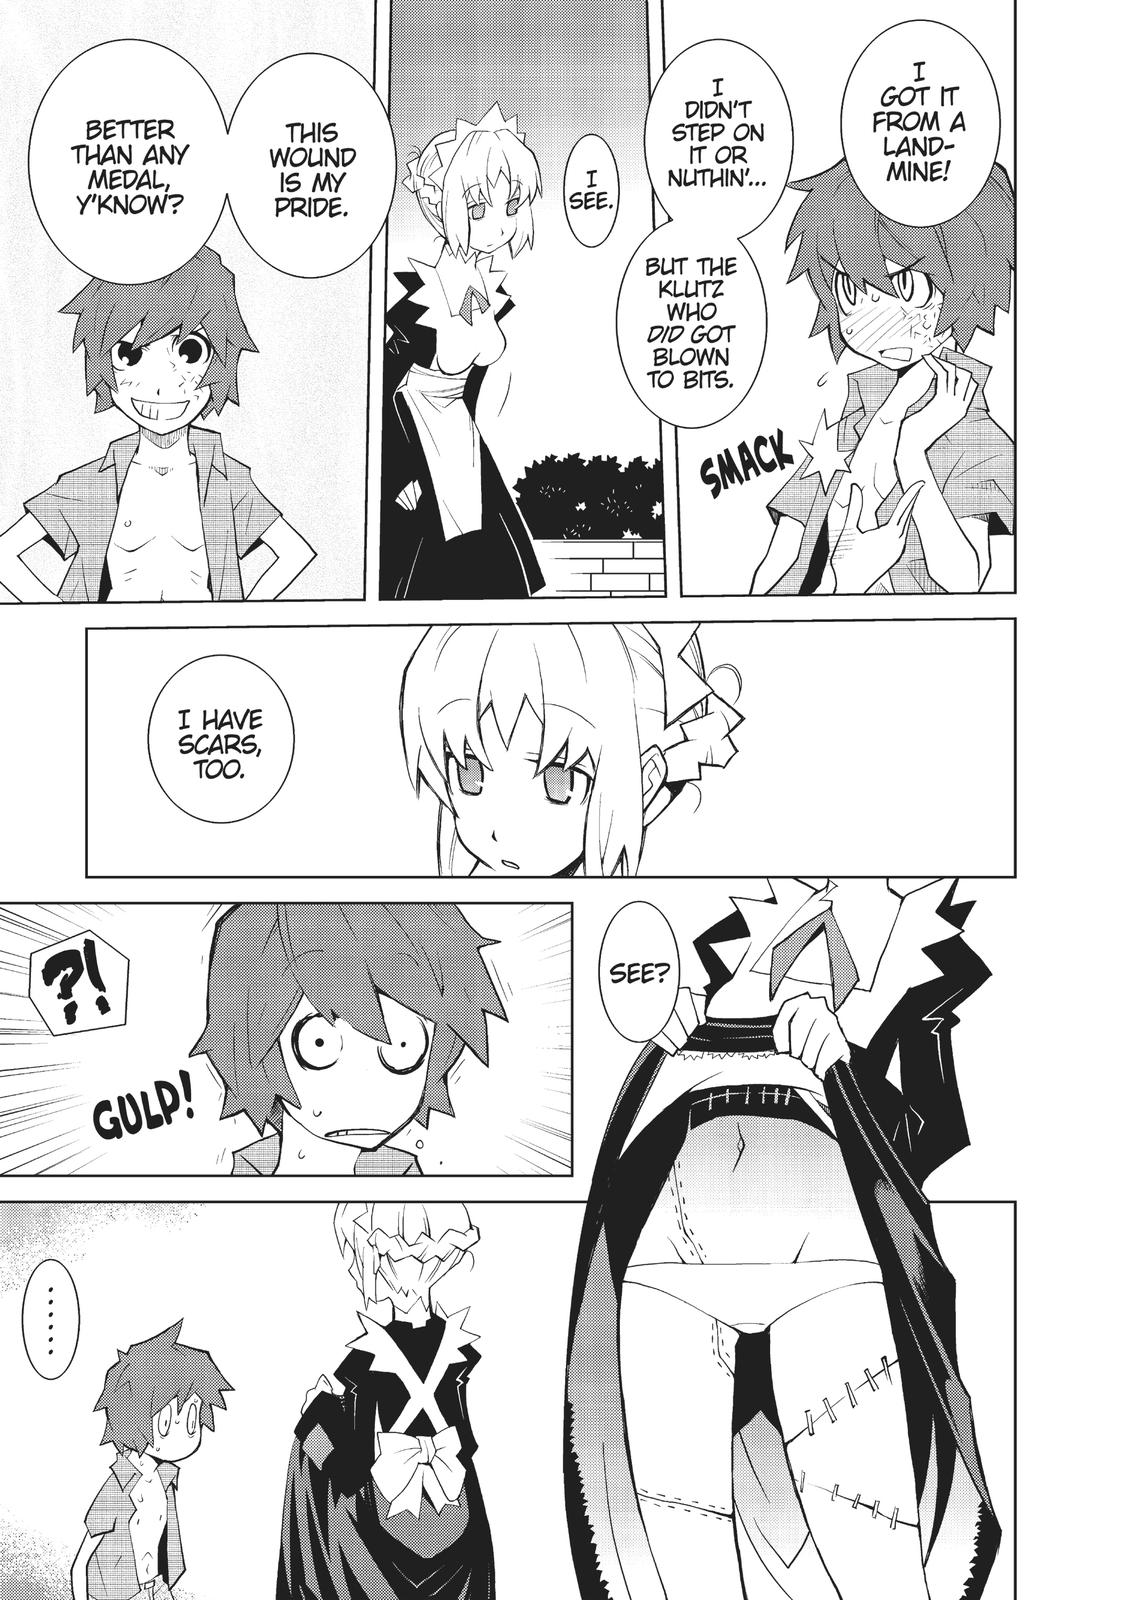 I
GOT IT
FROM A
LAND-
MINE!
I
DIDN'T
STEP ON
IT OR
NUTHIN'...
BUT THE
KLUTZ
WHO
DID GOT
BLOWN
TO BITS.
SMACK
I
SEE.
THIS
WOUND
IS MY
PRIDE.
BETTER
THAN ANY
MEDAL,
Y'KNOW?
I HAVE
SCARS,
TOO.
SEE?
?!
GULP!
........